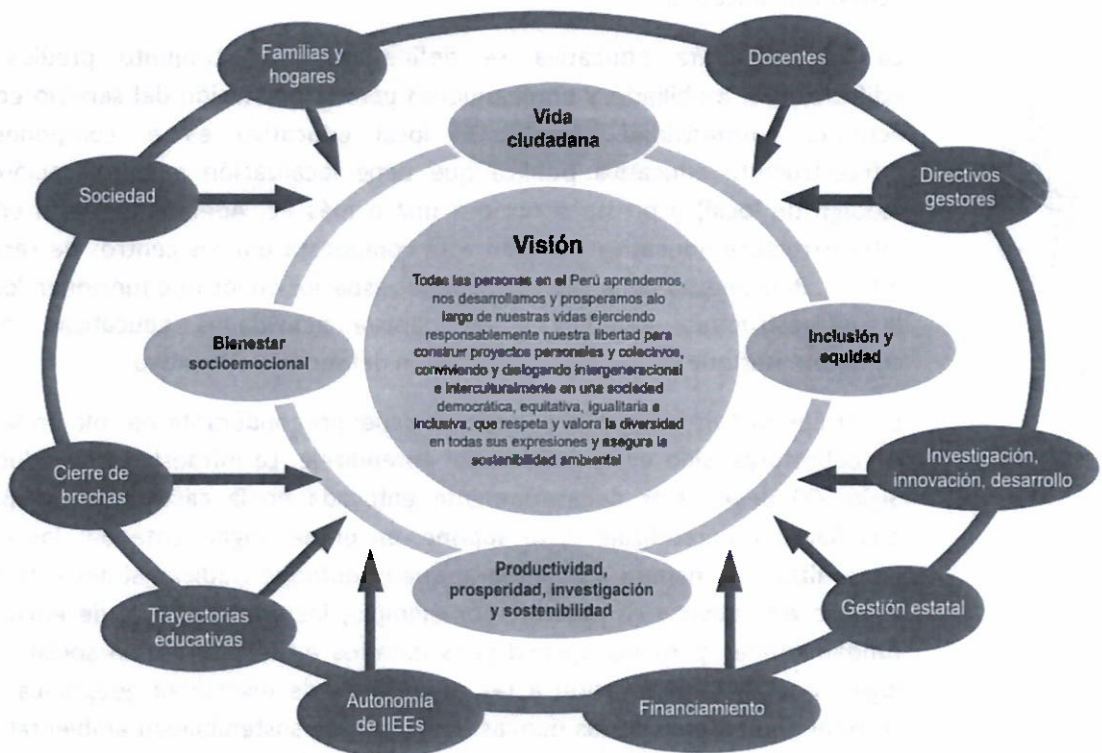 Familias y
hogares
Docentes
Vida
ciudadana
Sociedad
Directivos
gestores
Visión
Todas las personas en el Perú aprendemos,
nos desarrollamos y prosperamos alo
largo de nuestras vidas ejerciendo
responsablemente nuestra libertad para
construir proyectos personales y colectivos,
conviviendo y dialogando intergeneracional
e interculturalmente en una sociedad
democrática, equitativa, igualitaria e
inclusiva, que respeta y valora la diversidad
en todas sus expresiones y asegura la
sostenibilidad ambiental
Bienestar
socioemocional
Inclusión y
equidad
Cierre de
brechas
Investigación,
innovación, desarrollo
Productividad,
prosperidad, investigación
y sostenibilidad
Trayectorias
educativas
Gestión estatal
Autonomía
de IIEEs
Financiamiento